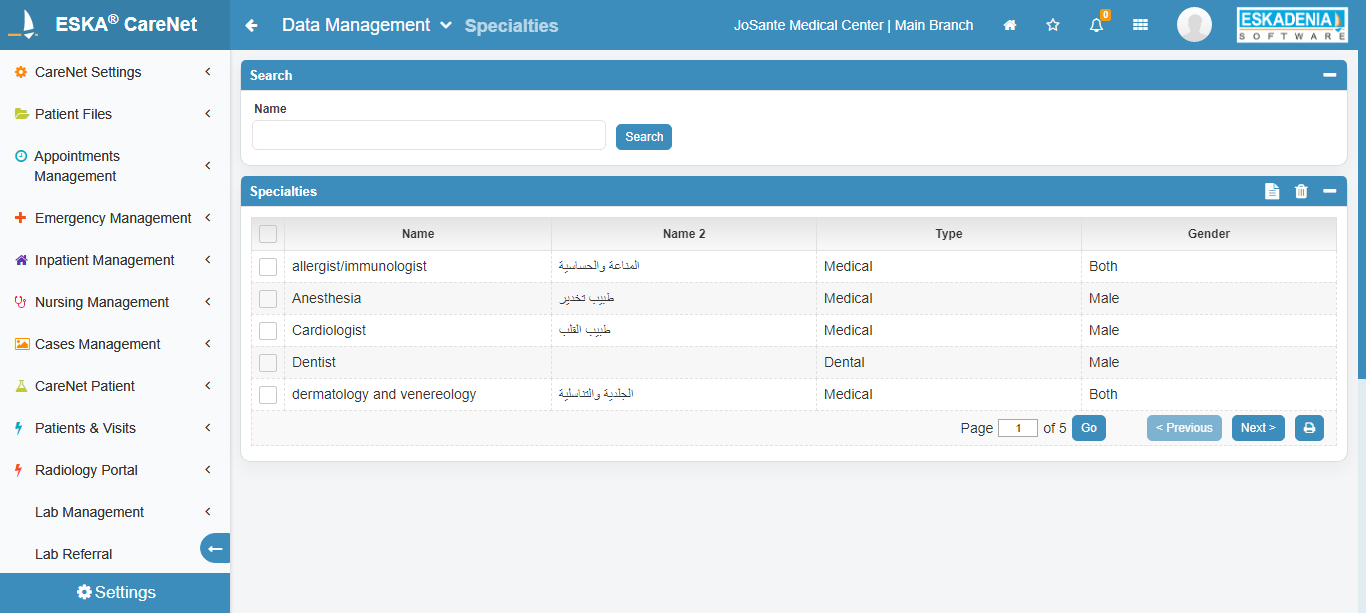 ESKA® CareNet
Data Management Specialties
JoSante Medical Center | Main Branch
0
ESKADENIA
SOFTWARE
CareNet Settings
Patient Files
Appointments
Management
Emergency Management
Inpatient Management
Nursing Management
Cases Management
CareNet Patient
Patients & Visits
Radiology Portal
Lab Management
Lab Referral
Settings
Search
Name
Search
Specialties
Name Name 2 Type Gender
allergist/immunologist المناعة والحساسية Medical Both
Anesthesia طبيب تخدير Medical Male
Cardiologist طبيب القلب Medical Male
Dentist Dental Male
dermatology and venereology الجلدية والتناسلية Medical Both
Page 1 of 5 Go < Previous Next >